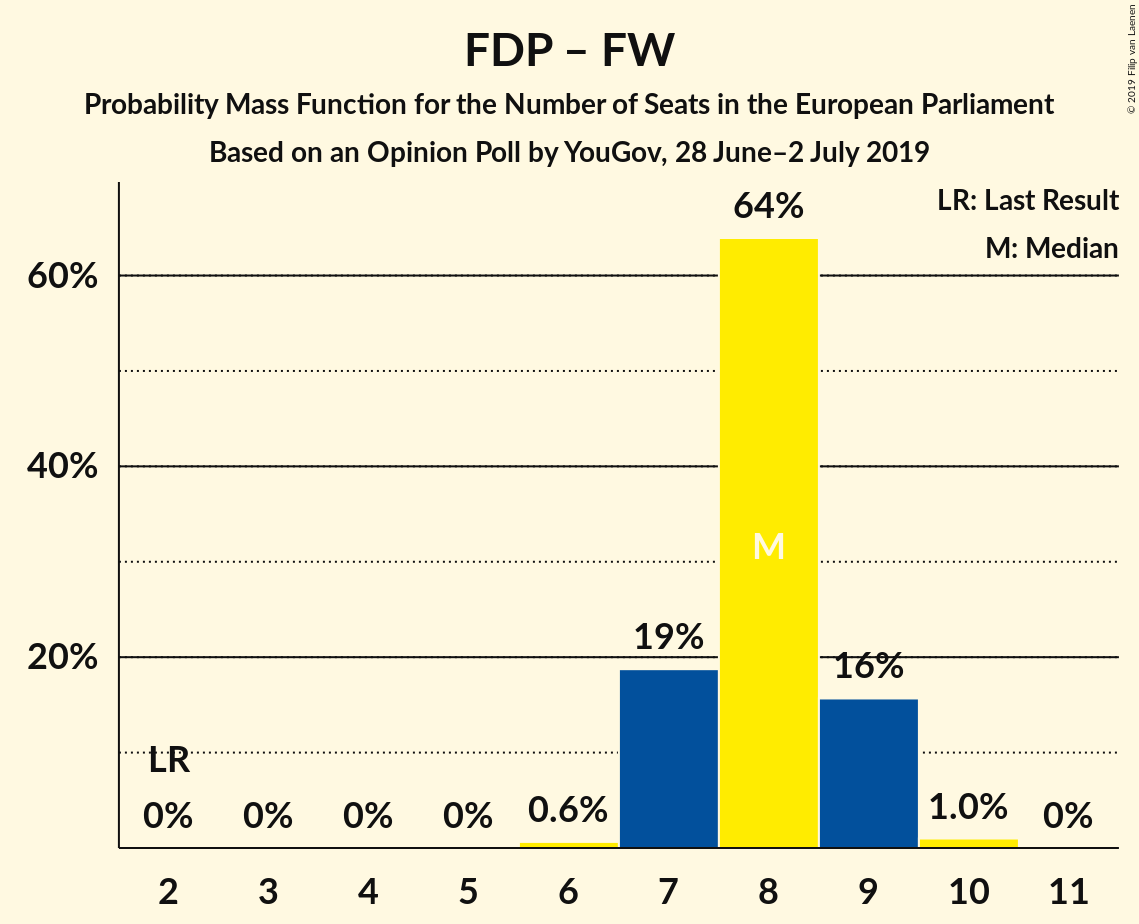 FDP – FW
Probability Mass Function for the Number of Seats in the European Parliament
Based on an Opinion Poll by YouGov, 28 June–2 July 2019
© 2019 Filip van Laenen
LR: Last Result
M: Median
64%
60%
40%
M
19%
20%
16%
LR
0%
0%
0%
0%
0.6%
1.0%
0%
2 3 4 5 6 7 8 9 10 11